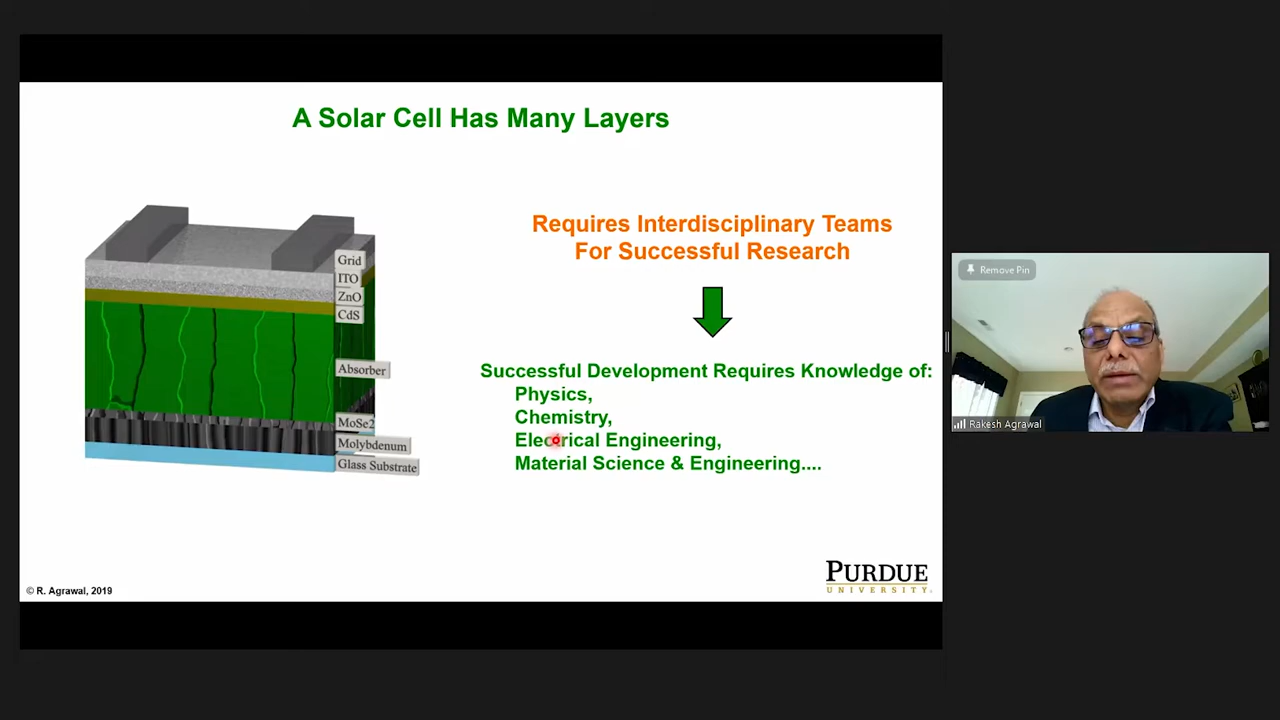 A Solar Cell Has Many Layers
Grid
ITO
ZnO
CdS
Absorber
MoSe2
Molybdenum
Glass Substrate
Requires Interdisciplinary Teams
For Successful Research
Successful Development Requires Knowledge of:
Physics,
Chemistry,
Electrical Engineering,
Material Science & Engineering....
© R. Agrawal, 2019
PURDUE
UNIVERSITY
Remove Pin
Rakesh Agrawal